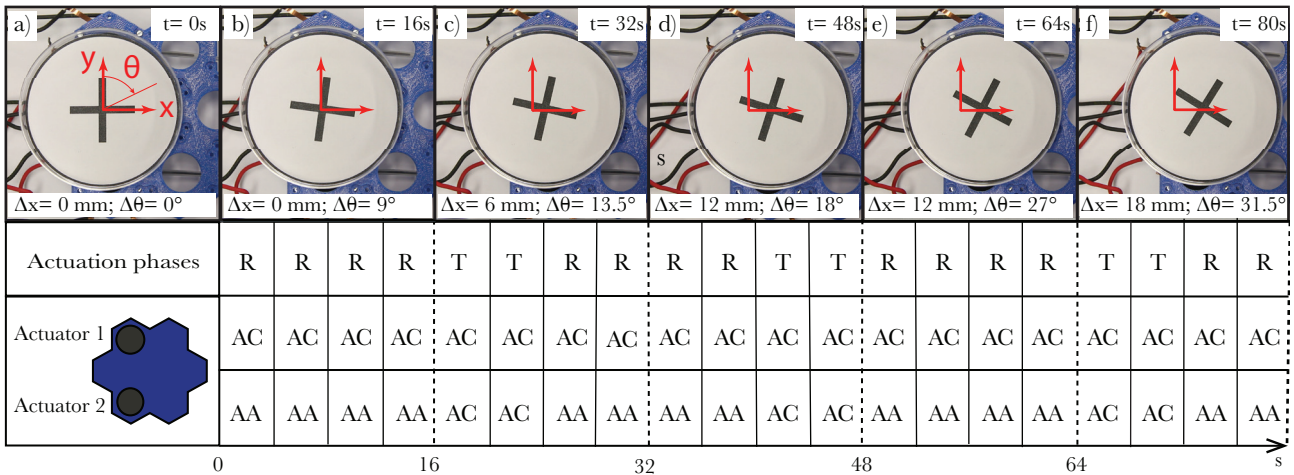 a) t= 0s b) t= 16s c) t= 32s d) t= 48s e) t= 64s f) t= 80s
y θ
x
s
Δx= 0 mm; Δθ= 0° Δx= 0 mm; Δθ= 9° Δx= 6 mm; Δθ= 13.5° Δx= 12 mm; Δθ= 18° Δx= 12 mm; Δθ= 27° Δx= 18 mm; Δθ= 31.5°
Actuation phases R R R R T T R R R R T T R R R R T T R R
Actuator 1 AC AC AC AC AC AC AC AC AC AC AC AC AC AC AC AC AC AC AC AC
Actuator 2 AA AA AA AA AC AC AA AA AA AA AC AC AA AA AA AA AC AC AA AA
0 16 32 48 64 s